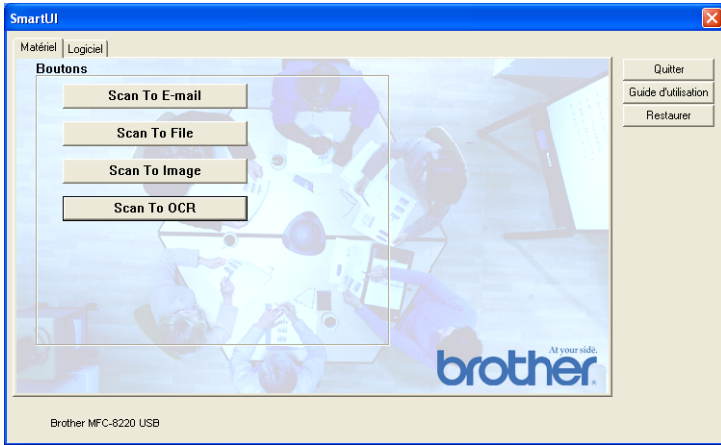 SmartUI
Matériel
Logiciel
Boutons
Scan To E-mail
Scan To File
Scan To Image
Scan To OCR
Quitter
Guide d'utilisation
Restaurer
At your side.
brother
Brother MFC-8220 USB